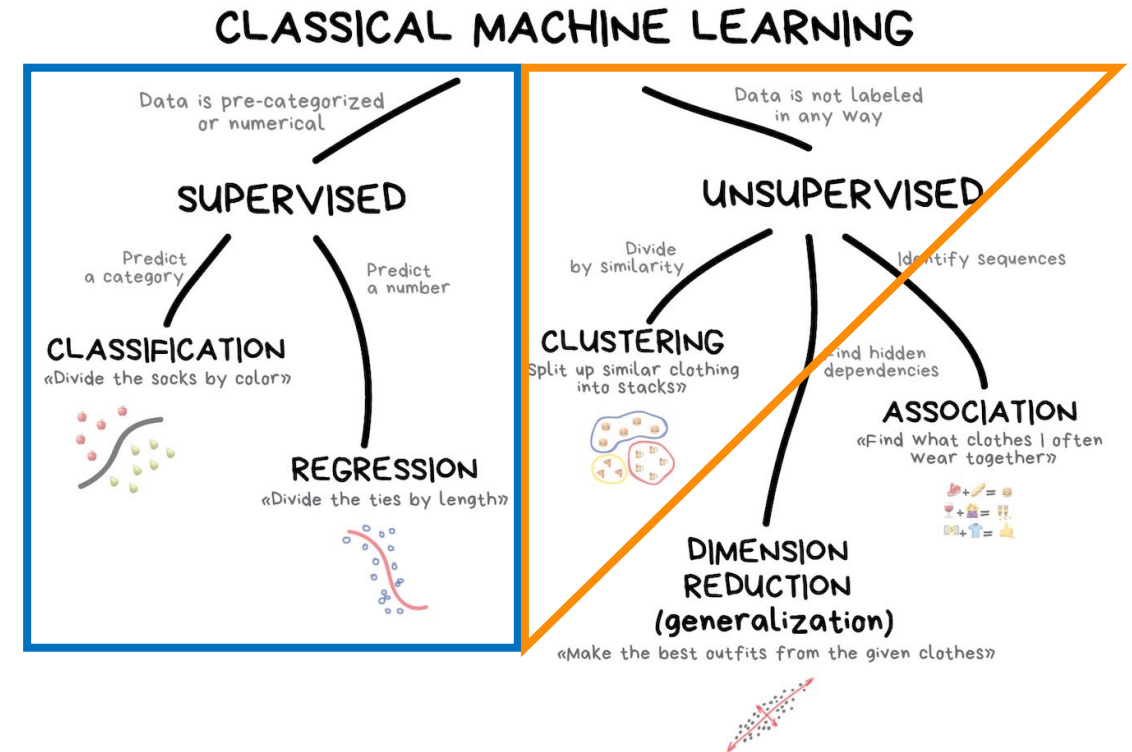 CLASSICAL MACHINE LEARNING
Data is pre-categorized
or numerical
SUPERVISED
Predict
a category
CLASSIFICATION
«Divide the socks by color»
Predict
a number
REGRESSION
«Divide the ties by length»
Data is not labeled
in any way
UNSUPERVISED
Divide
by similarity
CLUSTERING
Split up similar clothing
into stacks»
Find hidden
dependencies
DIMENSION
REDUCTION
(generalization)
«Make the best outfits from the given clothes»
Identify sequences
ASSOCIATION
«Find what clothes I often
wear together»
+ =
+ =
+ =